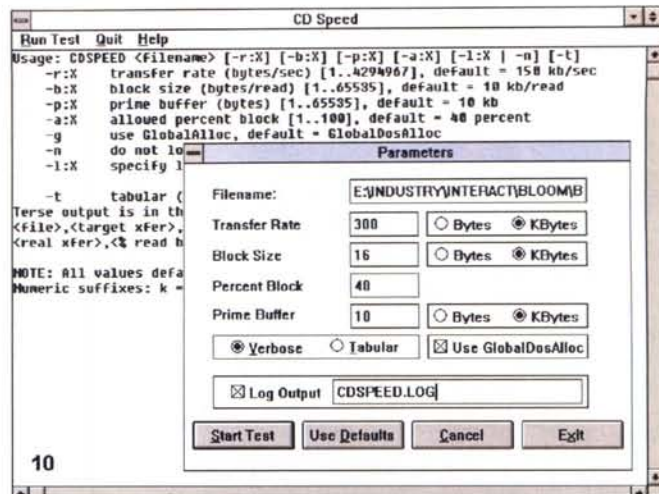 CD Speed
Run Test Quit Help
Usage: CDSPEED <filename> [-r:X] [-b:X] [-p:X] [-a:X] [-l:X | -n] [-t]
-r:X transfer rate (bytes/sec) [1..4294967], default = 150 kb/sec
-b:X block size (bytes/read) [1..65535], default = 10 kb/read
-p:X prime buffer (bytes) [1..65535], default = 10 kb
-a:X allowed percent block [1..100], default = 40 percent
-g use GlobalAlloc, default = GlobalDosAlloc
-n do not lo
-l:X specify l
-t tabular (
Terse output is in th
<file>,<target xfer>,
<real xfer>,<% read b
NOTE: All values defa
Numeric suffixes: k =
Parameters
Filename: E:\INDUSTRY\INTERACT\BLOOM\B
Transfer Rate 300 Bytes KBytes
Block Size 16 Bytes KBytes
Percent Block 40
Prime Buffer 10 Bytes KBytes
Verbose Tabular Use GlobalDosAlloc
Log Output CDSPEED.LOG
Start Test Use Defaults Cancel Exit
10